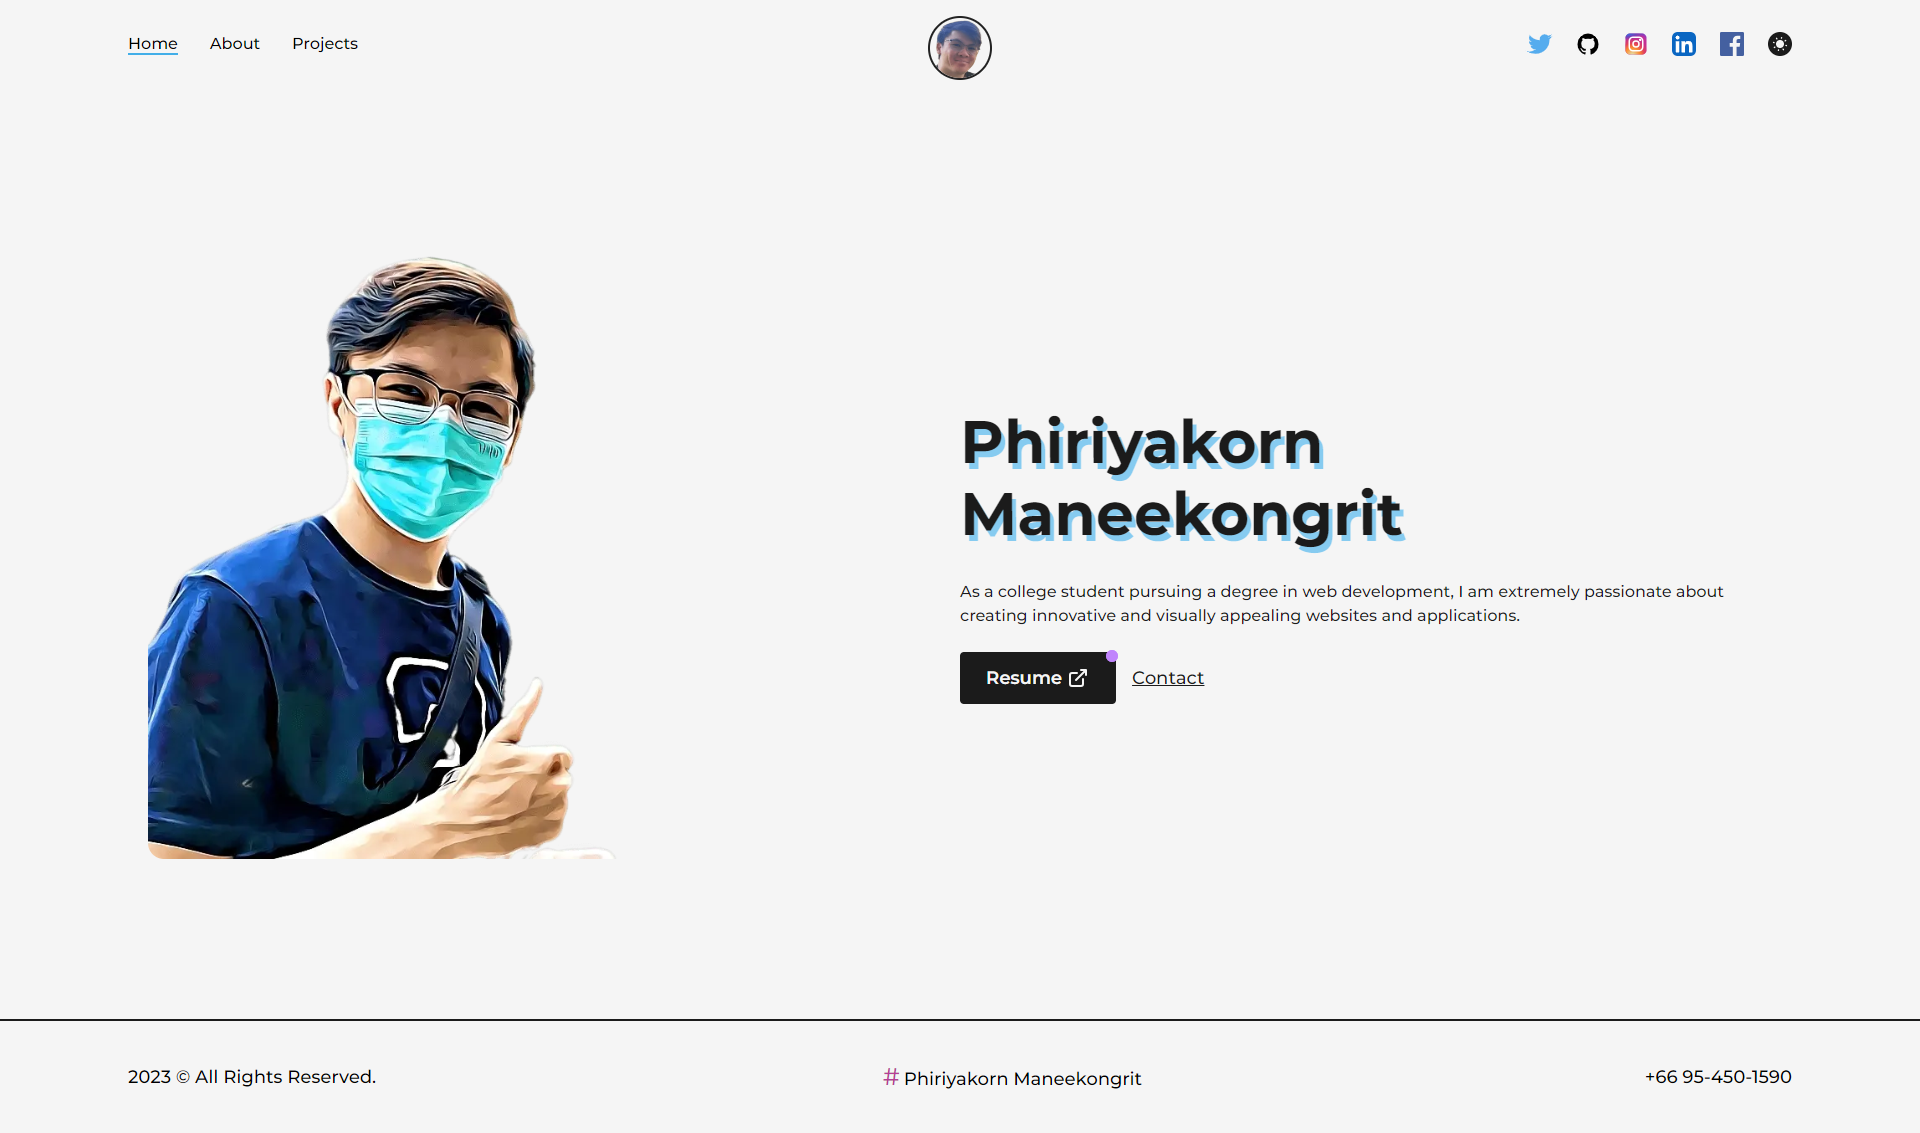 Home About Projects
Phiriyakorn
Maneekongrit
As a college student pursuing a degree in web development, I am extremely passionate about
creating innovative and visually appealing websites and applications.
Resume Contact
2023 © All Rights Reserved. # Phiriyakorn Maneekongrit +66 95-450-1590